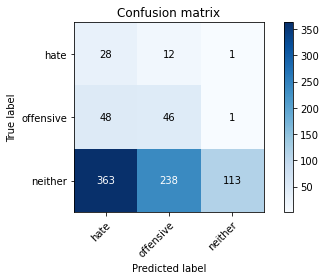 Confusion matrix
True label
hate
28 12 1
offensive
48 46 1
neither
363 238 113
hate offensive neither
Predicted label
350
300
250
200
150
100
50